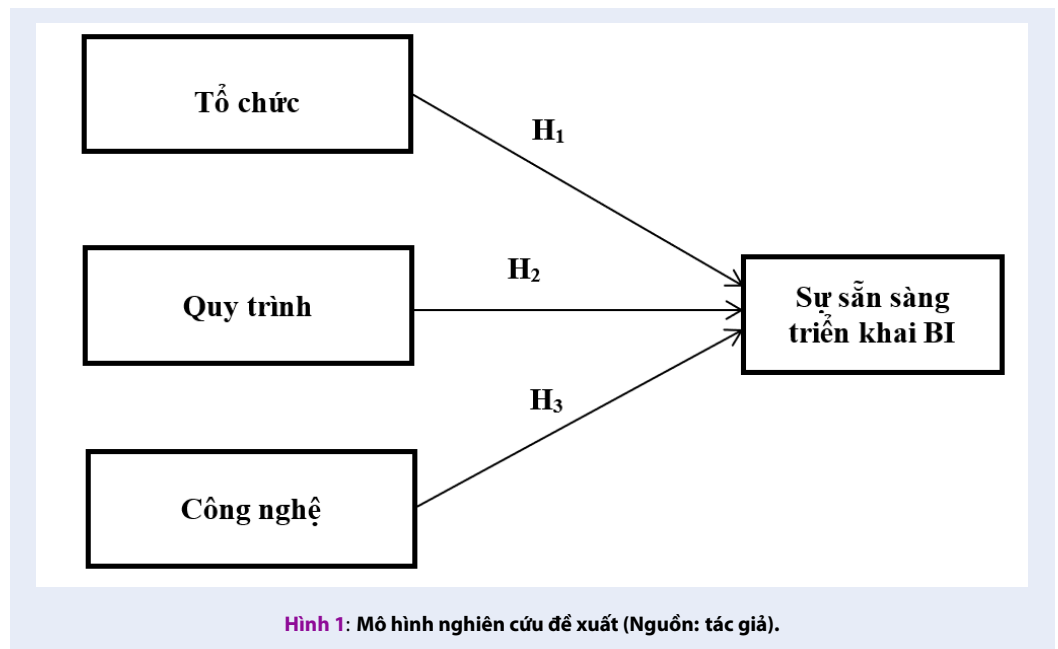 Tổ chức
H₁
Quy trình
H₂
Sự sẵn sàng
triển khai BI
H₃
Công nghệ
Hình 1: Mô hình nghiên cứu đề xuất (Nguồn: tác giả).